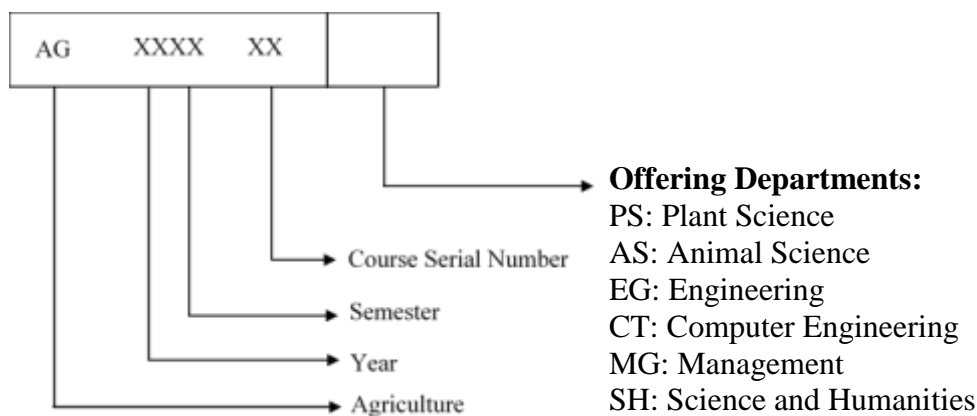 AG XXXX XX
Offering Departments:
PS: Plant Science
AS: Animal Science
EG: Engineering
CT: Computer Engineering
MG: Management
SH: Science and Humanities
Course Serial Number
Semester
Year
Agriculture